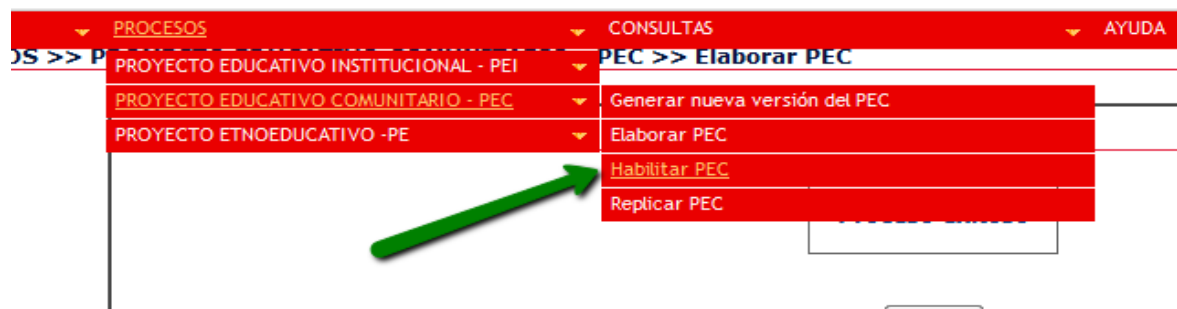 PROCESOS
CONSULTAS
AYUDA
OS >> P
PEC >> Elaborar PEC
PROYECTO EDUCATIVO INSTITUCIONAL - PEI
PROYECTO EDUCATIVO COMUNITARIO - PEC
Generar nueva versión del PEC
PROYECTO ETNOEDUCATIVO -PE
Elaborar PEC
Habilitar PEC
Replicar PEC